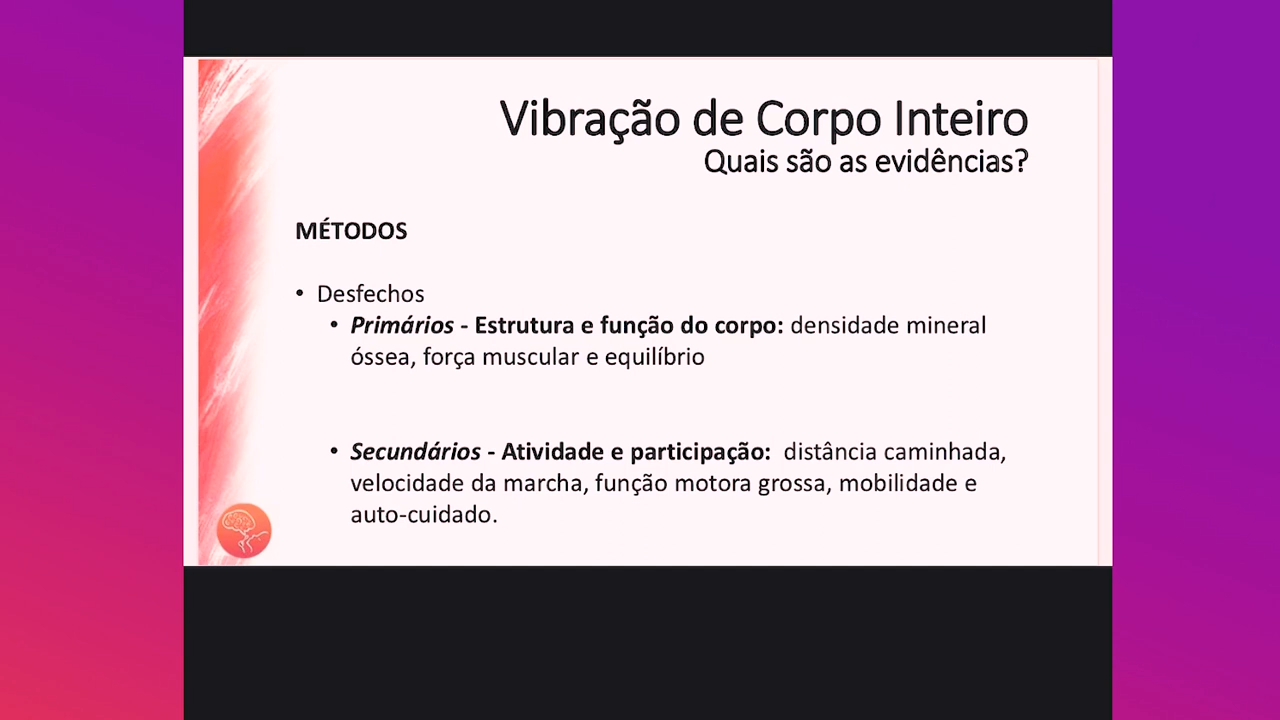 Vibração de Corpo Inteiro
Quais são as evidências?
MÉTODOS
• Desfechos
• Primários - Estrutura e função do corpo: densidade mineral
óssea, força muscular e equilíbrio
• Secundários - Atividade e participação: distância caminhada,
velocidade da marcha, função motora grossa, mobilidade e
auto-cuidado.